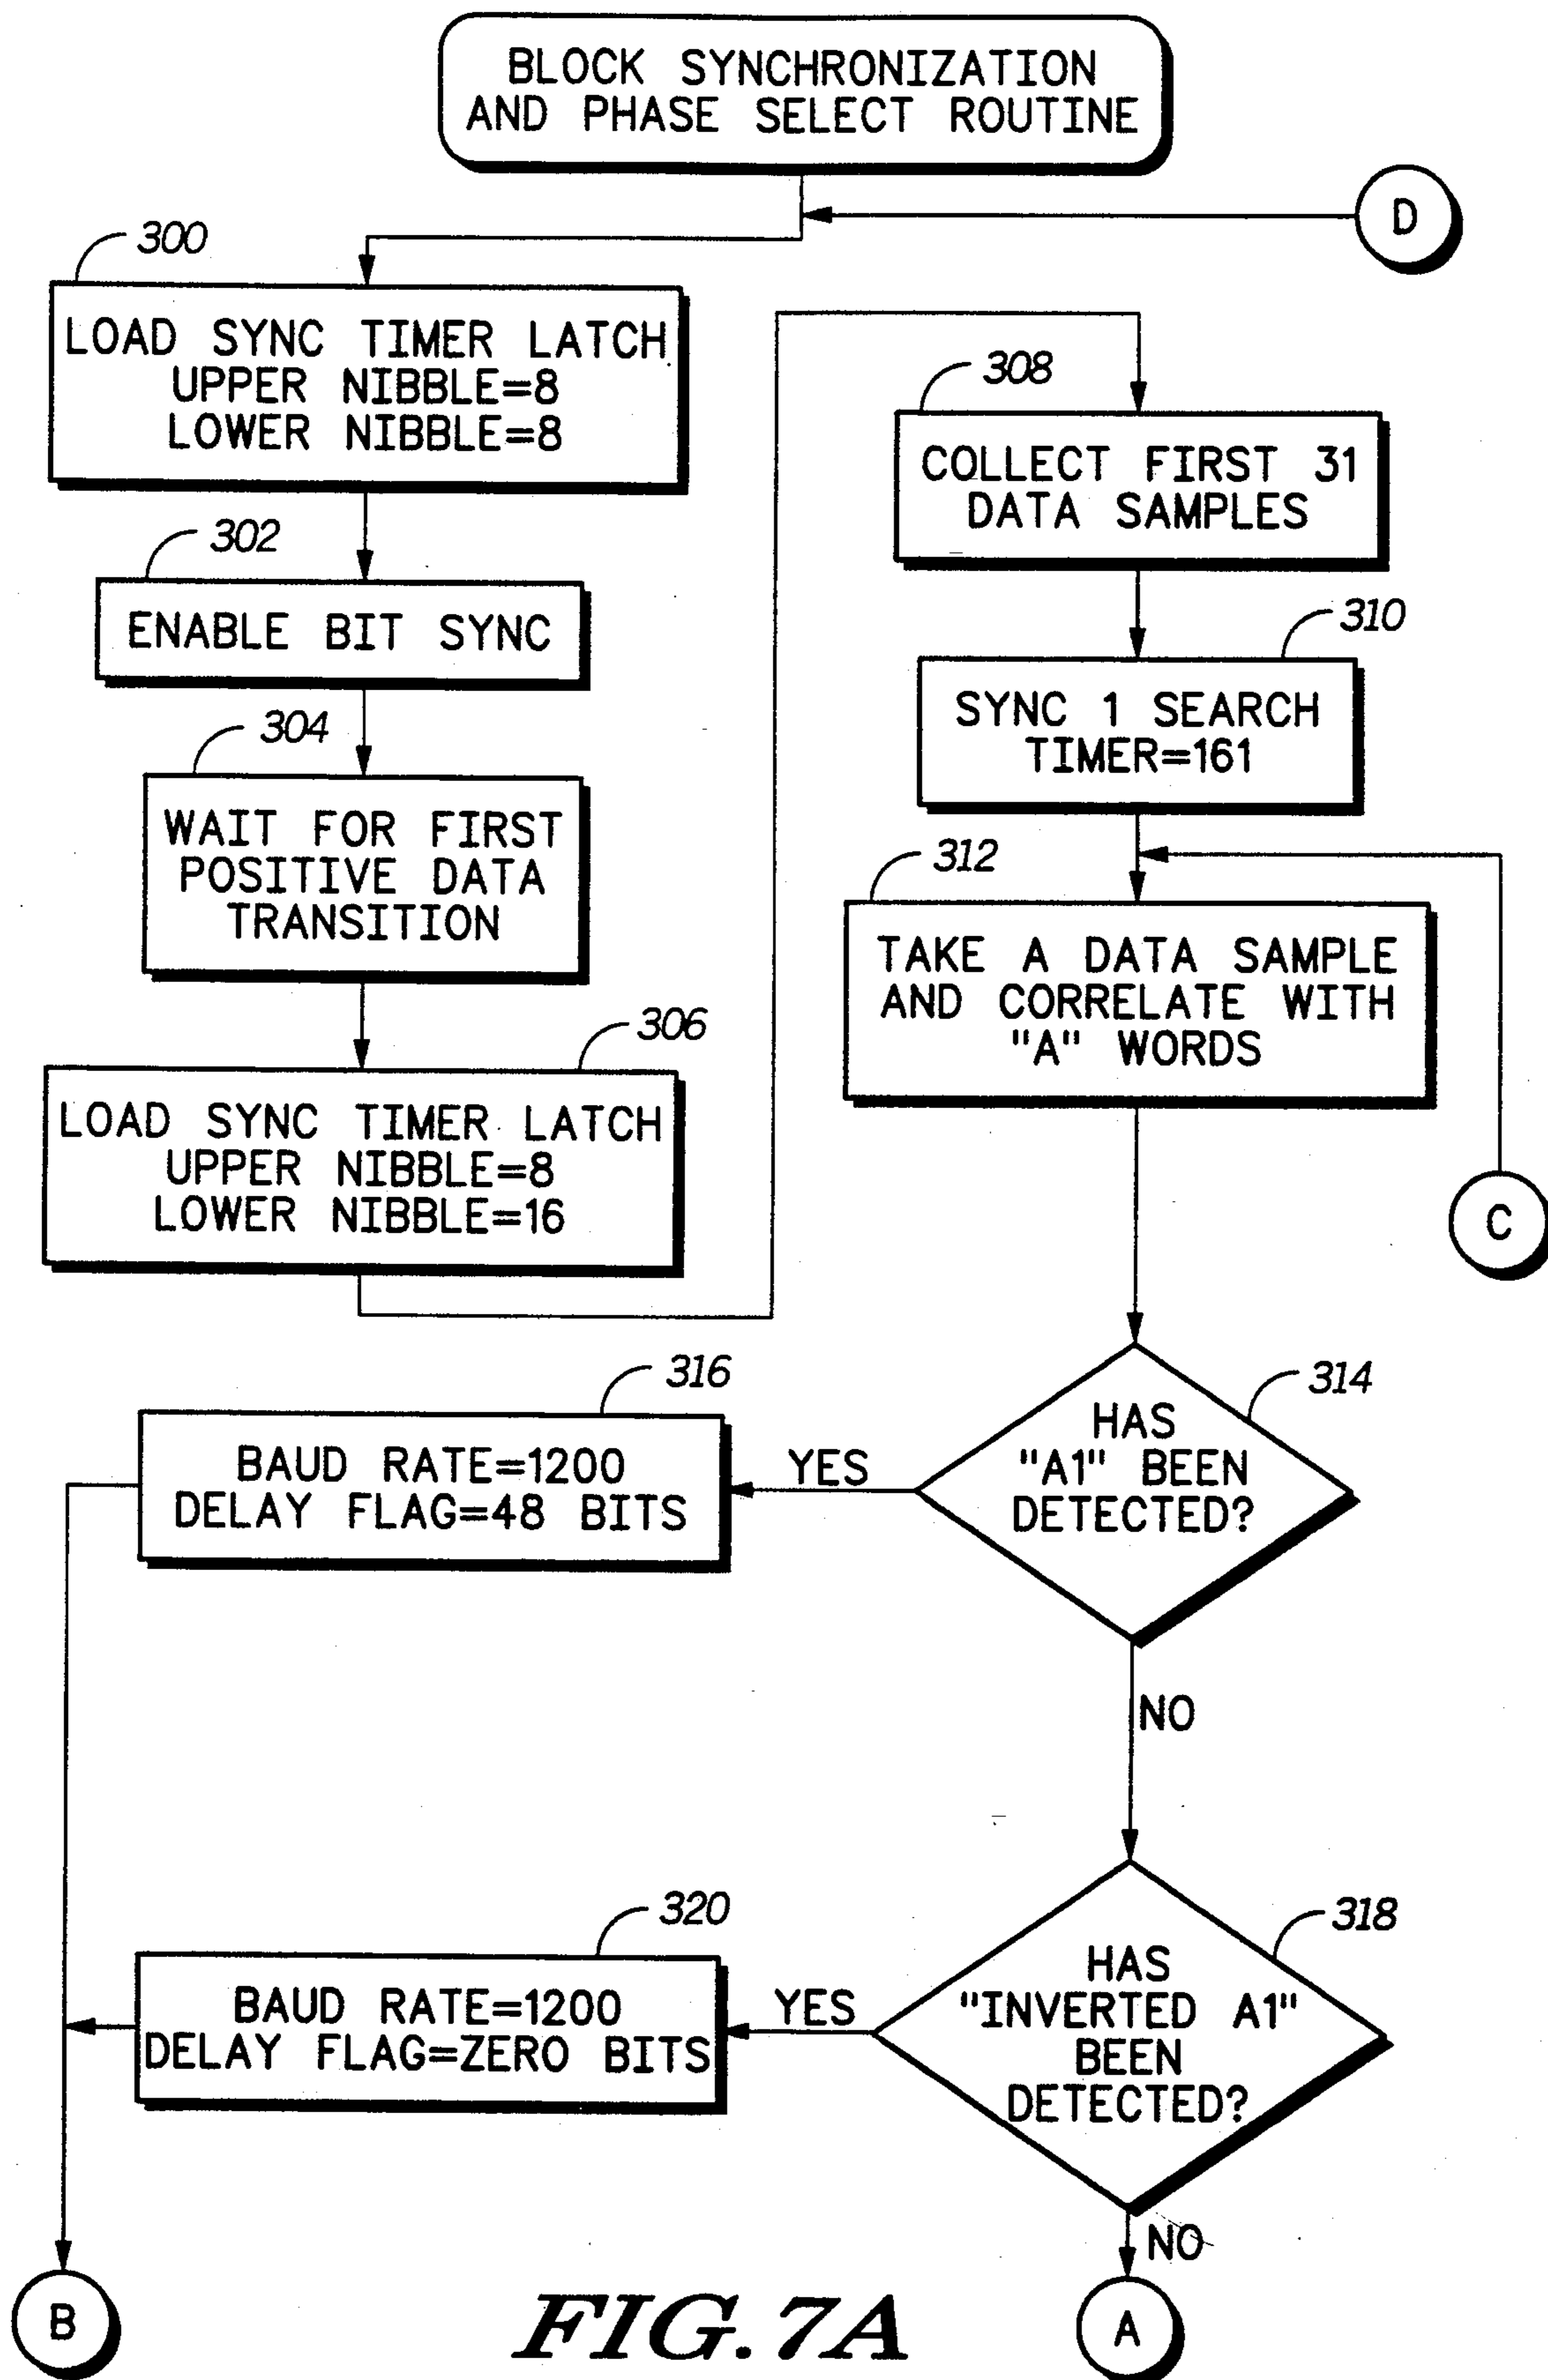 BLOCK SYNCHRONIZATION
AND PHASE SELECT ROUTINE
D
300
LOAD SYNC TIMER LATCH
UPPER NIBBLE=8
LOWER NIBBLE=8
302
ENABLE BIT SYNC
304
WAIT FOR FIRST
POSITIVE DATA
TRANSITION
306
LOAD SYNC TIMER LATCH
UPPER NIBBLE=8
LOWER NIBBLE=16
308
COLLECT FIRST 31
DATA SAMPLES
310
SYNC 1 SEARCH
TIMER=161
312
TAKE A DATA SAMPLE
AND CORRELATE WITH
"A" WORDS
C
314
HAS
"A1" BEEN
DETECTED?
YES
316
BAUD RATE=1200
DELAY FLAG=48 BITS
NO
318
HAS
"INVERTED A1"
BEEN
DETECTED?
YES
320
BAUD RATE=1200
DELAY FLAG=ZERO BITS
NO
B
A
FIG.7A